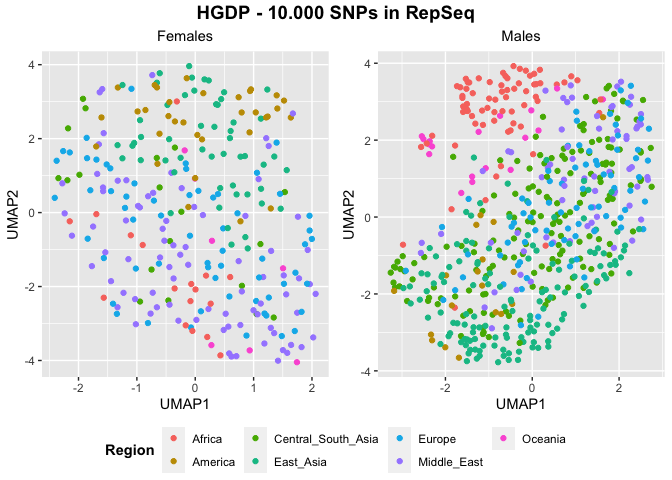 HGDP - 10.000 SNPs in RepSeq
Females
Males
4
2
0
-2
-4
-2
-1
0
1
2
UMAP1
UMAP2
4
2
0
-2
-4
-2
0
2
UMAP1
UMAP2
Region
Africa
Central_South_Asia
Europe
Oceania
America
East_Asia
Middle_East